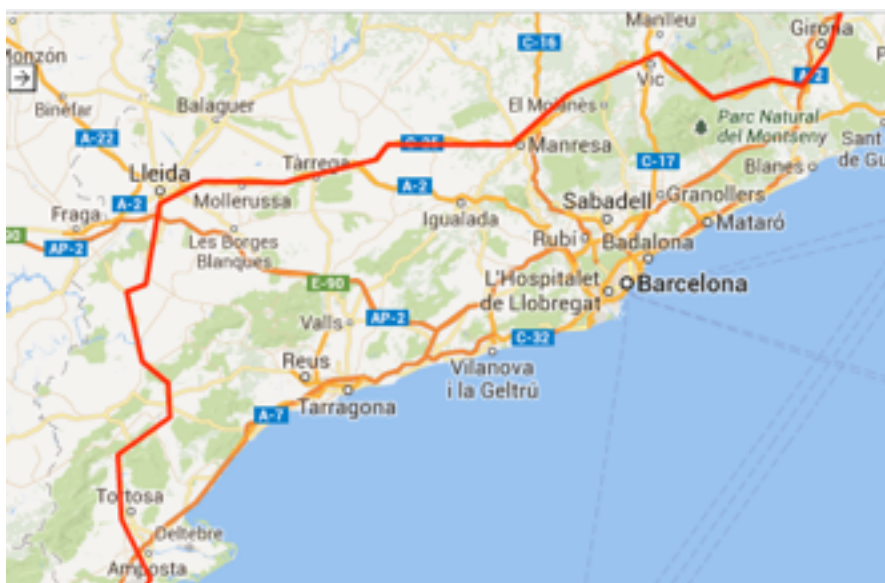 Manlleu
Girona
C-16
Monzón
Vic
A-2
Binéfar
Balaguer
El Moianès
Parc Natural
del Montseny
A-22
C-25
Manresa
Sant
de Gu
Tàrrega
C-17
Blanes
Lleida
Mollerussa
A-2
Granollers
Sabadell
A-2
Fraga
Igualada
Mataró
90
AP-2
Les Borges
Blanques
Rubí
Badalona
E-90
L'Hospitalet
de Llobregat
Barcelona
Valls
AP-2
C-32
Reus
Vilanova
i la Geltrú
Tarragona
A-7
Tortosa
Deltebre
Amposta